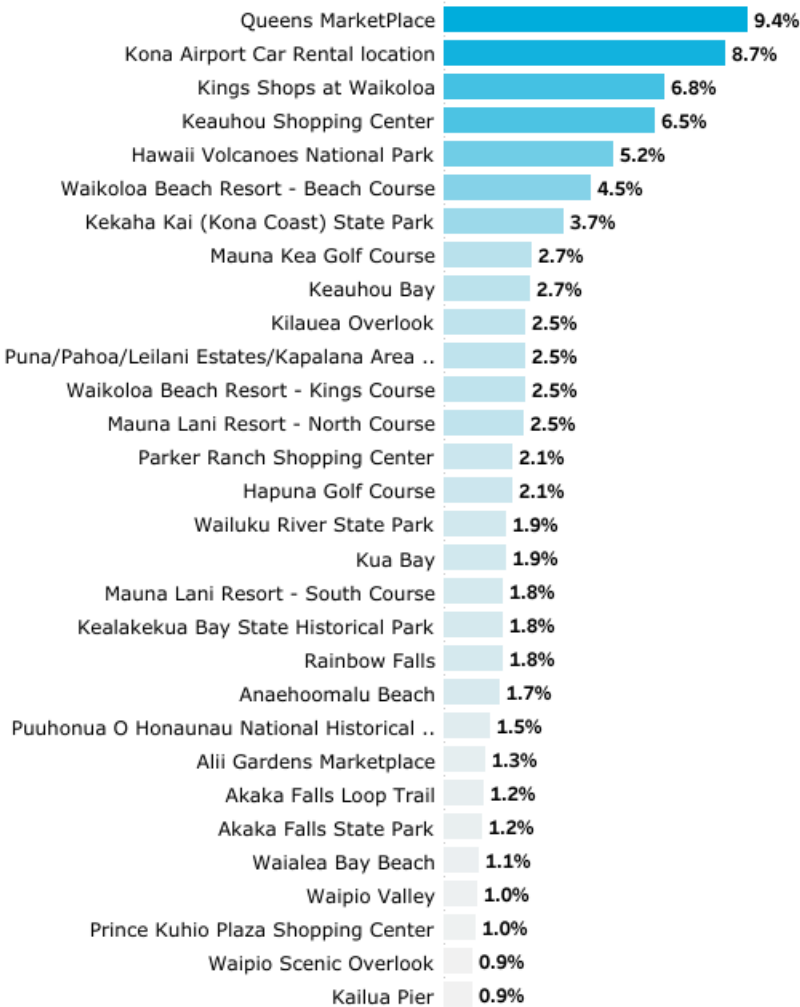 Queens MarketPlace 9.4%
Kona Airport Car Rental location 8.7%
Kings Shops at Waikoloa 6.8%
Keauhou Shopping Center 6.5%
Hawaii Volcanoes National Park 5.2%
Waikoloa Beach Resort - Beach Course 4.5%
Kekaha Kai (Kona Coast) State Park 3.7%
Mauna Kea Golf Course 2.7%
Keauhou Bay 2.7%
Kilauea Overlook 2.5%
Puna/Pahoa/Leilani Estates/Kapalana Area .. 2.5%
Waikoloa Beach Resort - Kings Course 2.5%
Mauna Lani Resort - North Course 2.5%
Parker Ranch Shopping Center 2.1%
Hapuna Golf Course 2.1%
Wailuku River State Park 1.9%
Kua Bay 1.9%
Mauna Lani Resort - South Course 1.8%
Kealakekua Bay State Historical Park 1.8%
Rainbow Falls 1.8%
Anaehoomalu Beach 1.7%
Puuhonua O Honaunau National Historical .. 1.5%
Alii Gardens Marketplace 1.3%
Akaka Falls Loop Trail 1.2%
Akaka Falls State Park 1.2%
Waialea Bay Beach 1.1%
Waipio Valley 1.0%
Prince Kuhio Plaza Shopping Center 1.0%
Waipio Scenic Overlook 0.9%
Kailua Pier 0.9%